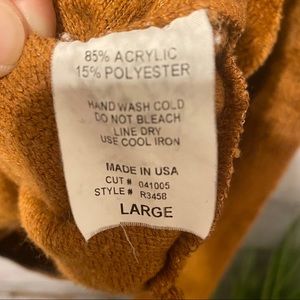 85% ACRYLIC
15% POLYESTER
HAND WASH COLD
DO NOT BLEACH
LINE DRY
USE COOL IRON
MADE IN USA
CUT # 041005
STYLE # R3458
LARGE